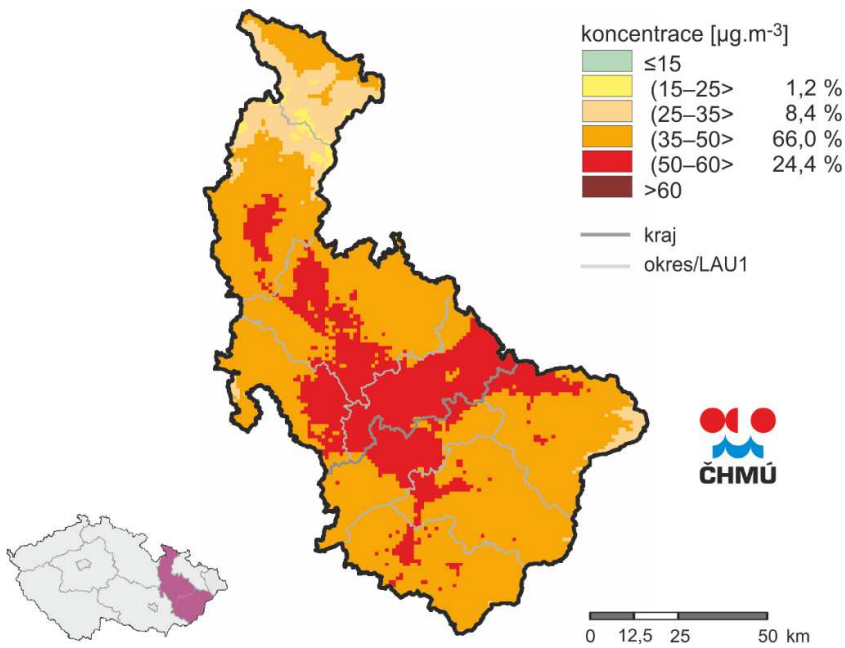 koncentrace [µg.m⁻³]
≤15
(15–25> 1,2 %
(25–35> 8,4 %
(35–50> 66,0 %
(50–60> 24,4 %
>60
kraj
okres/LAU1
ČHMÚ
0 12,5 25 50 km